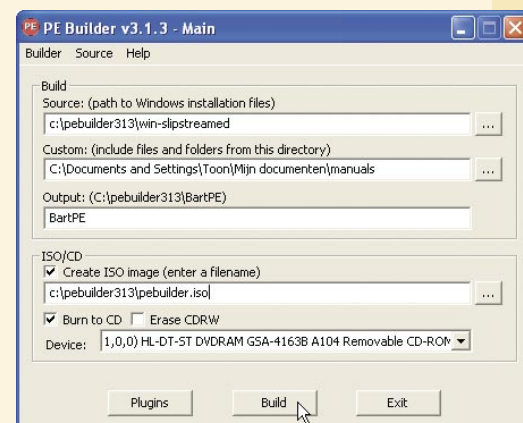 PE Builder v3.1.3 - Main
Builder Source Help
Build
Source: (path to Windows installation files)
c:\pebuilder313\win-slipstreamed
...
Custom: (include files and folders from this directory)
C:\Documents and Settings\Toon\Mijn documenten\manuals
...
Output: (C:\pebuilder313\BartPE)
BartPE
ISO/CD
Create ISO image (enter a filename)
c:\pebuilder313\pebuilder.iso
...
Burn to CD Erase CDRW
Device: 1,0,0) HL-DT-ST DVDRAM GSA-4163B A104 Removable CD-ROM
Plugins Build Exit